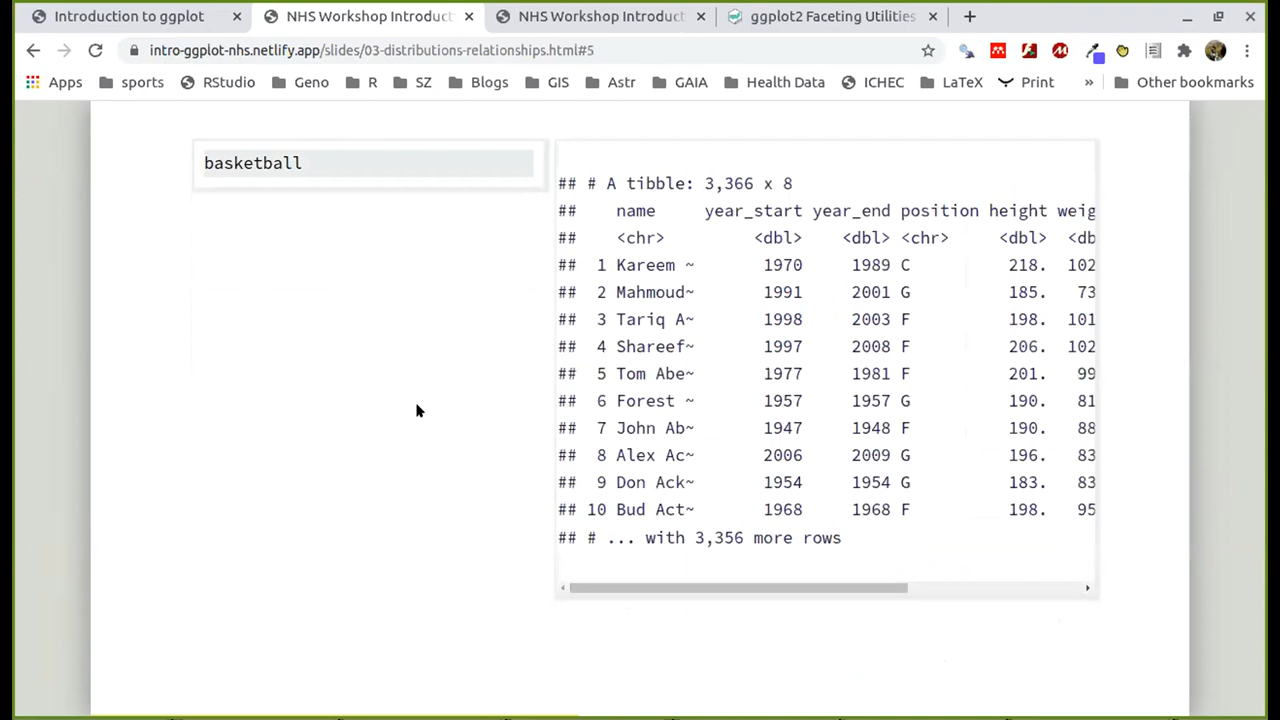 Introduction to ggplot
NHS Workshop Introduct
NHS Workshop Introduct
ggplot2 Faceting Utilities
intro-ggplot-nhs.netlify.app/slides/03-distributions-relationships.html#5
Apps sports RStudio Geno R SZ Blogs GIS Astr GAIA Health Data ICHEC LaTeX Print » Other bookmarks
basketball
## # A tibble: 3,366 x 8
## name year_start year_end position height weig
## <chr> <dbl> <dbl> <chr> <dbl> <db
## 1 Kareem ~ 1970 1989 C 218. 102
## 2 Mahmoud~ 1991 2001 G 185. 73
## 3 Tariq A~ 1998 2003 F 198. 101
## 4 Shareef~ 1997 2008 F 206. 102
## 5 Tom Abe~ 1977 1981 F 201. 99
## 6 Forest ~ 1957 1957 G 190. 81
## 7 John Ab~ 1947 1948 F 190. 88
## 8 Alex Ac~ 2006 2009 G 196. 83
## 9 Don Ack~ 1954 1954 G 183. 83
## 10 Bud Act~ 1968 1968 F 198. 95
## # ... with 3,356 more rows